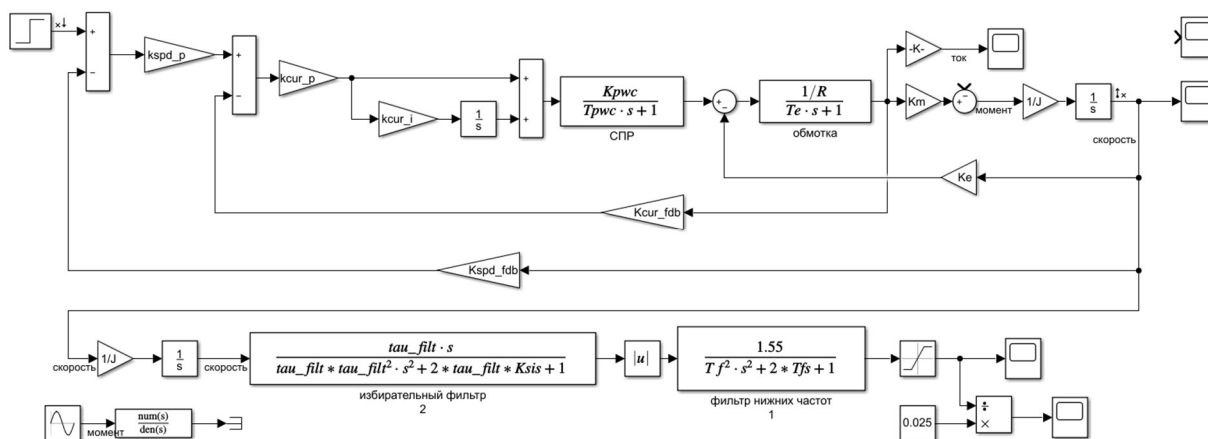 ×↓
+
−
kspd_p
+
−
kcur_p
kcur_i
1
s
+
+
Kpwc
Tpwc · s + 1
СПР
+
−
1/R
Te · s + 1
обмотка
-K-
ток
Km
+
−
момент
1/J
1
s
↕×
скорость
Ke
Kcur_fdb
Kspd_fdb
скорость
1/J
1
s
скорость
tau_filt · s
tau_filt * tau_filt² · s² + 2 * tau_filt * Ksis + 1
избирательный фильтр
2
|u|
1.55
T f² · s² + 2 * Tfs + 1
фильтр нижних частот
1
момент
num(s)
den(s)
0.025
÷
×